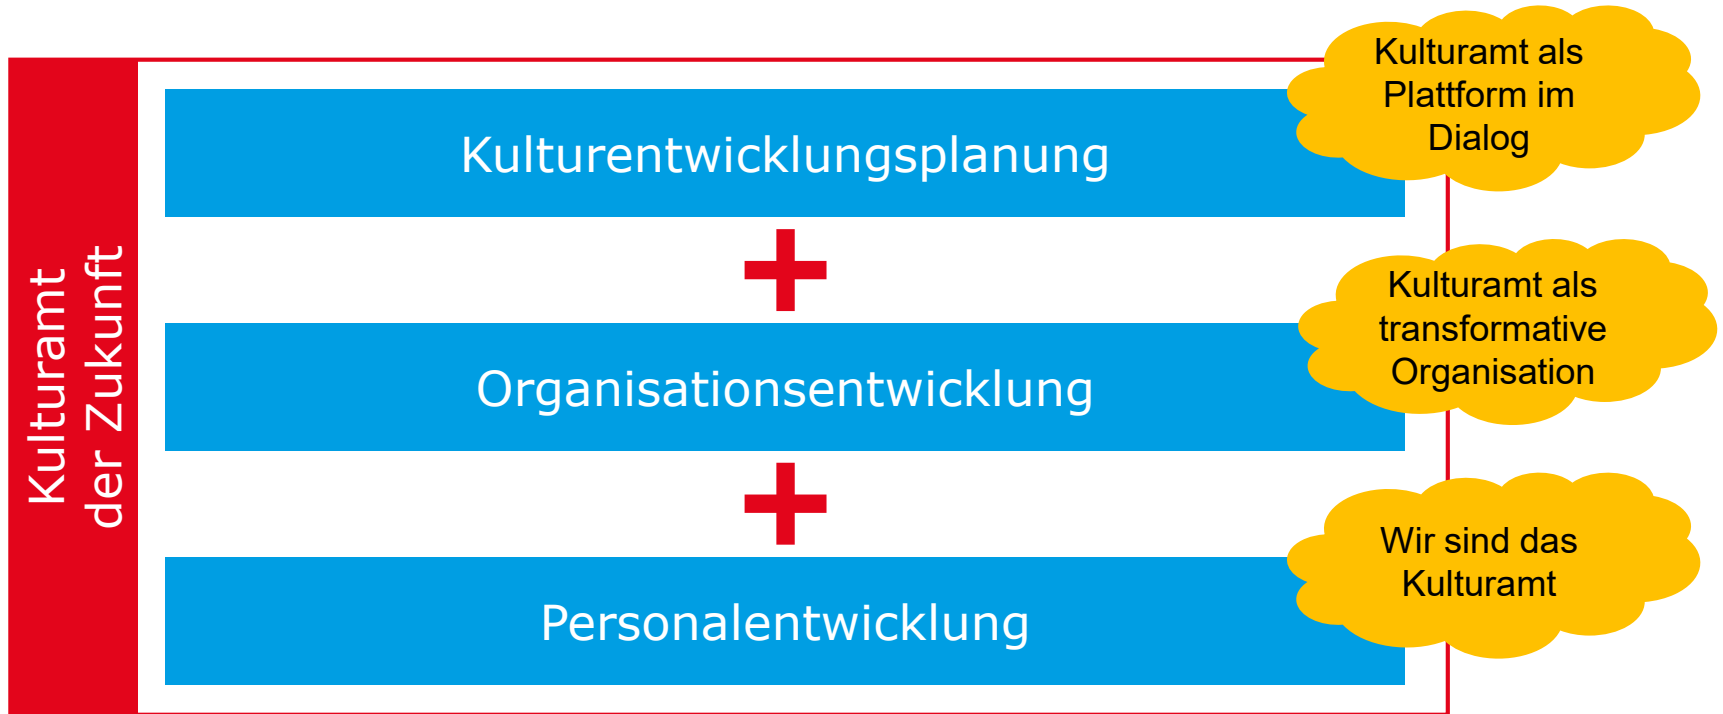 Kulturamt
der Zukunft
Kulturentwicklungsplanung
Kulturamt als
Plattform im
Dialog
+
Organisationsentwicklung
Kulturamt als
transformative
Organisation
+
Personalentwicklung
Wir sind das
Kulturamt